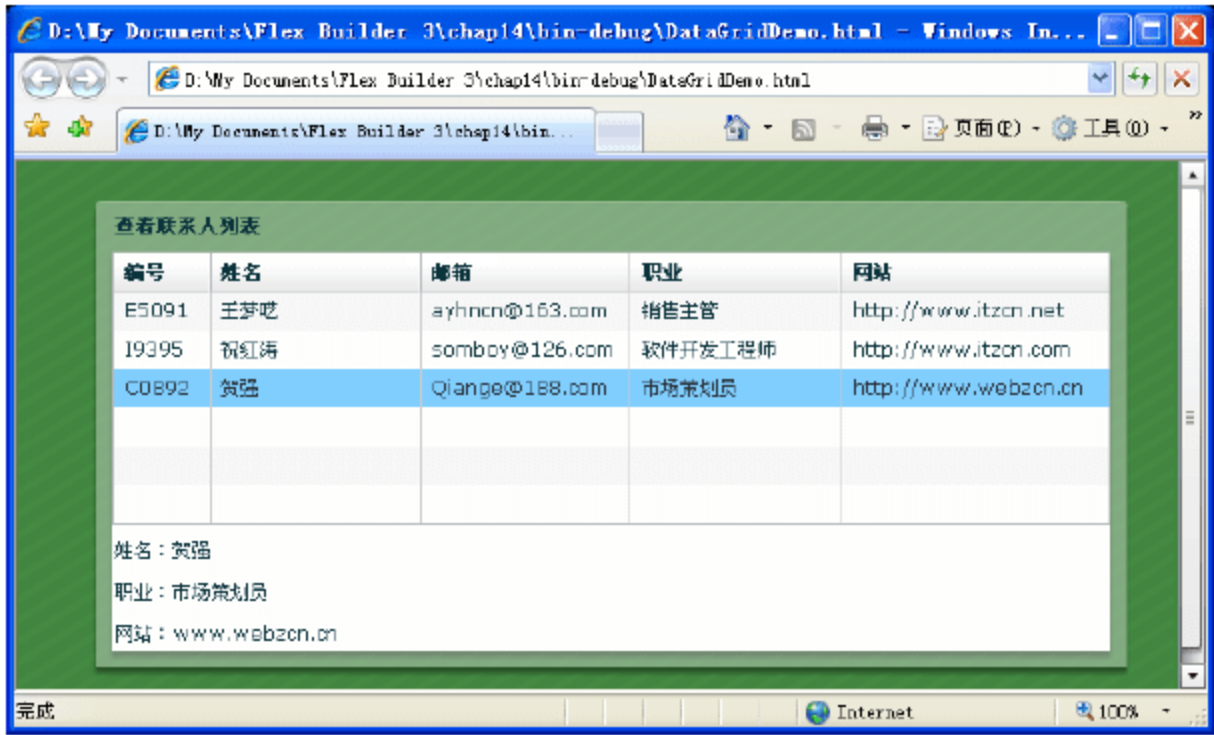 D:\My Documents\Flex Builder 3\chap14\bin-debug\DataGridDemo.html - Windows In...
D:\My Documents\Flex Builder 3\chap14\bin-debug\DataGridDemo.html
D:\My Documents\Flex Builder 3\chap14\bin... 页面(P) 工具(O) »
查看联系人列表
编号 姓名 邮箱 职业 网站
E5091 ayhncn@163.com 销售主管 http://www.itzcn.net
I9395 祝红涛 somboy@126.com 软件开发工程师 http://www.itzcn.com
C0892 贺强 Qiange@188.com 市场策划员 http://www.webzcn.cn
姓名：贺强
职业：市场策划员
网站：www.webzcn.cn
完成 Internet 100%